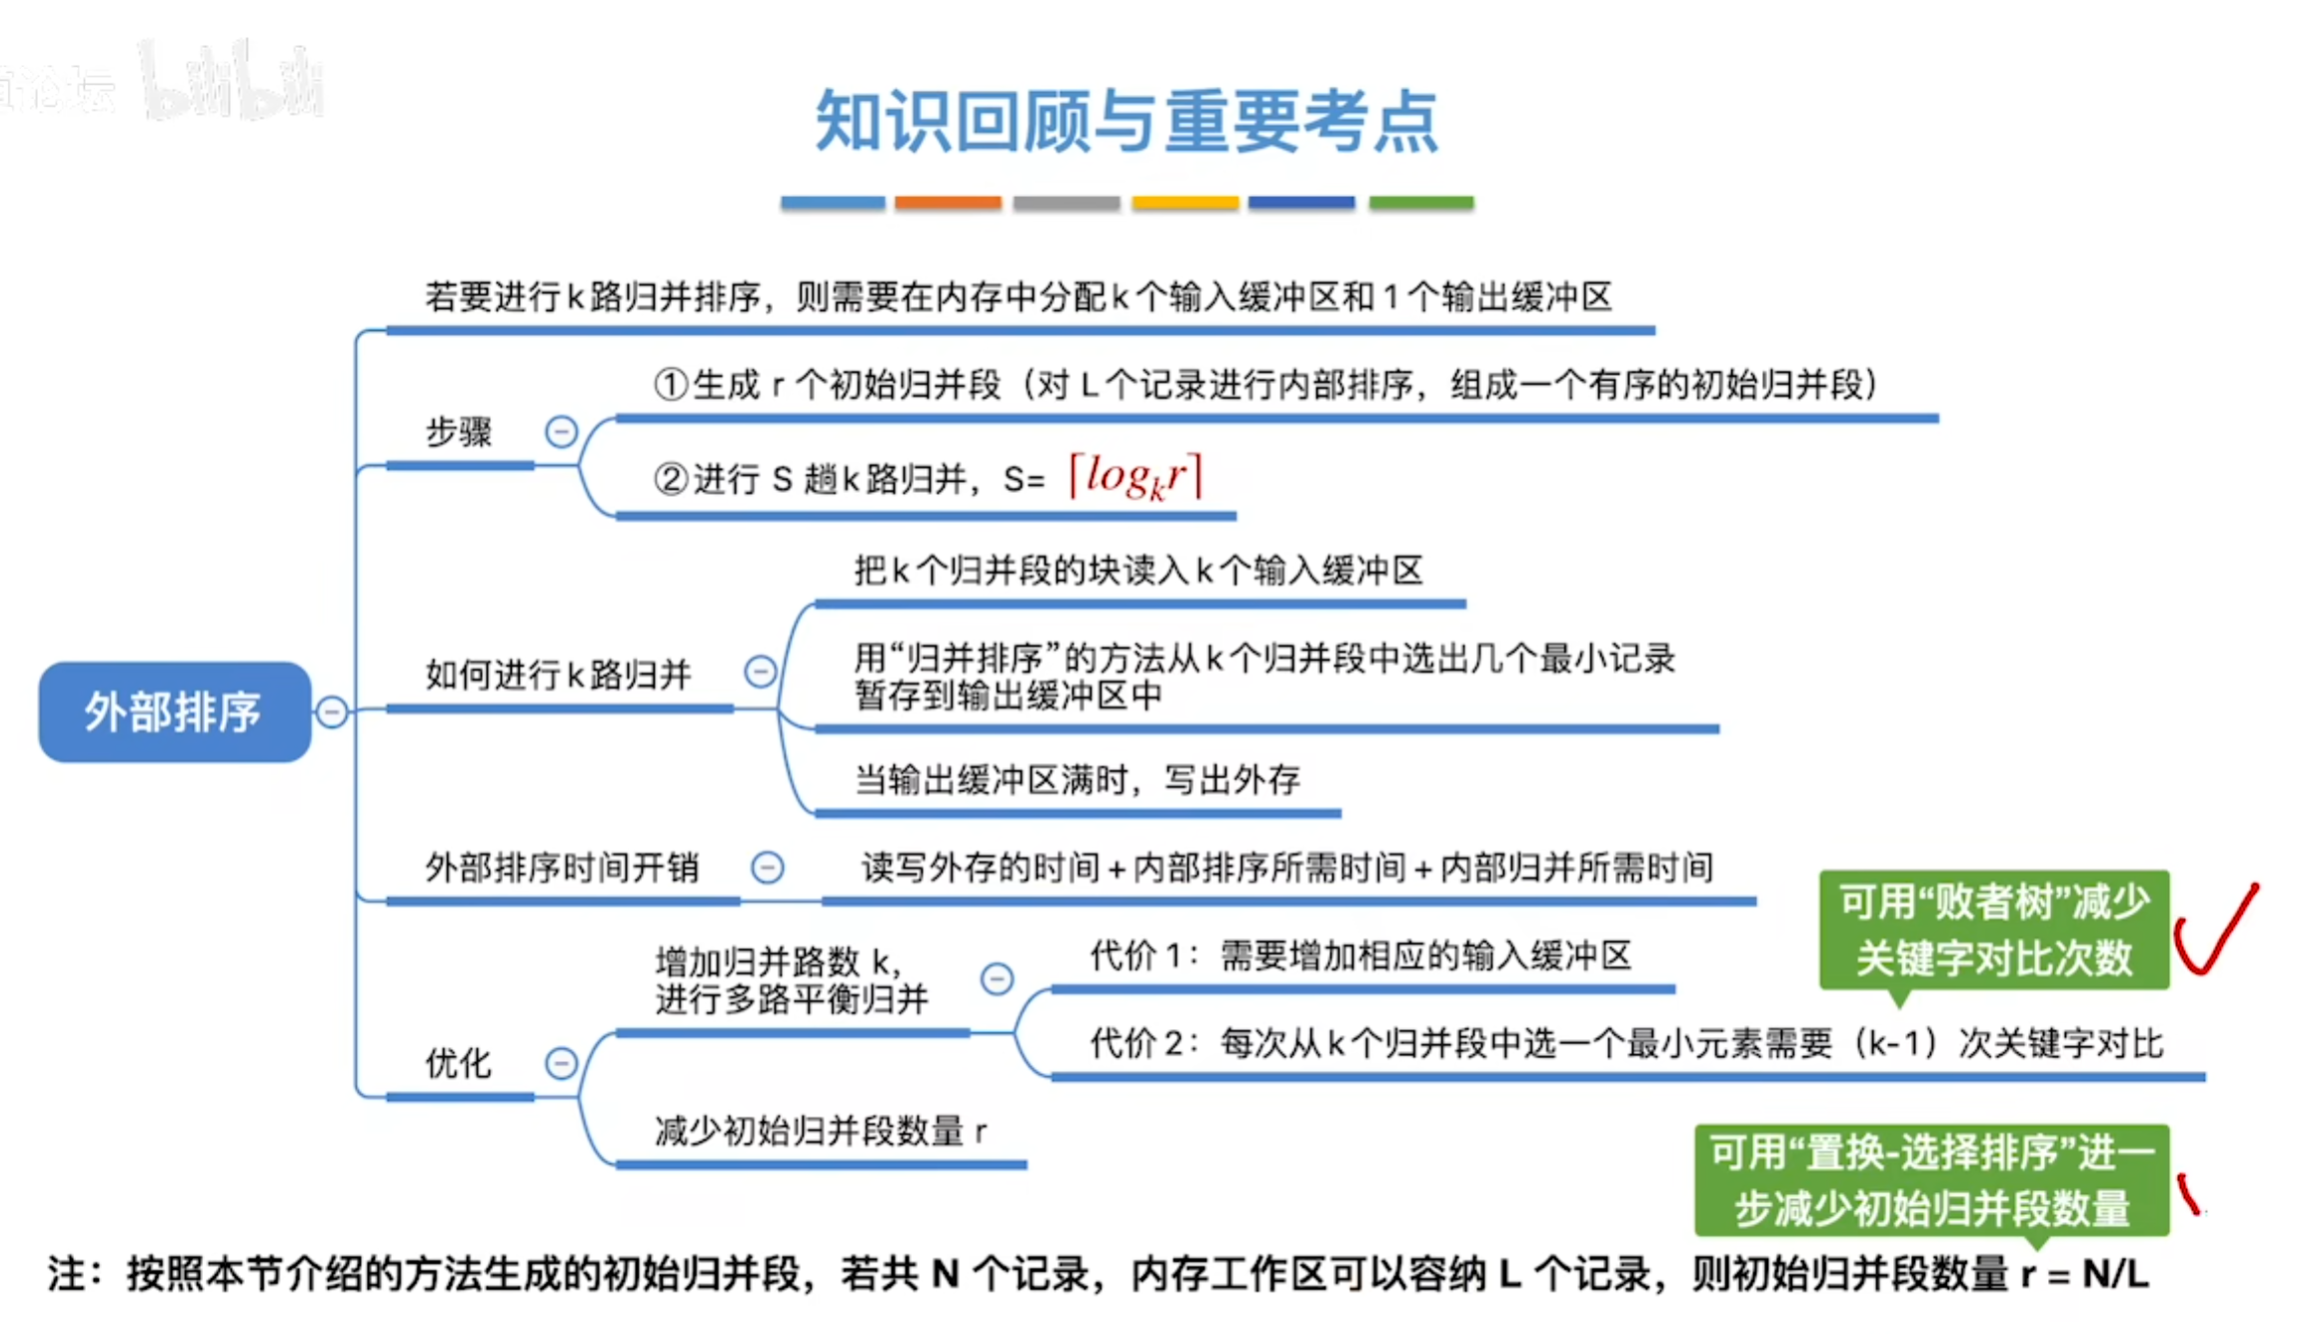 论坛 bilibili
知识回顾与重要考点
若要进行k路归并排序，则需要在内存中分配k个输入缓冲区和1个输出缓冲区
步骤
①生成 r 个初始归并段（对 L个记录进行内部排序，组成一个有序的初始归并段）
②进行 S 趟k路归并，S= ⌈log_k r⌉
如何进行k路归并
把k个归并段的块读入k个输入缓冲区
用“归并排序”的方法从k个归并段中选出几个最小记录
暂存到输出缓冲区中
当输出缓冲区满时，写出外存
外部排序
外部排序时间开销
读写外存的时间+内部排序所需时间+内部归并所需时间
可用“败者树”减少
关键字对比次数
优化
增加归并路数 k，
进行多路平衡归并
代价 1：需要增加相应的输入缓冲区
代价 2：每次从k个归并段中选一个最小元素需要（k-1）次关键字对比
减少初始归并段数量 r
可用“置换-选择排序”进一
步减少初始归并段数量
注：按照本节介绍的方法生成的初始归并段，若共 N 个记录，内存工作区可以容纳 L 个记录，则初始归并段数量 r = N/L